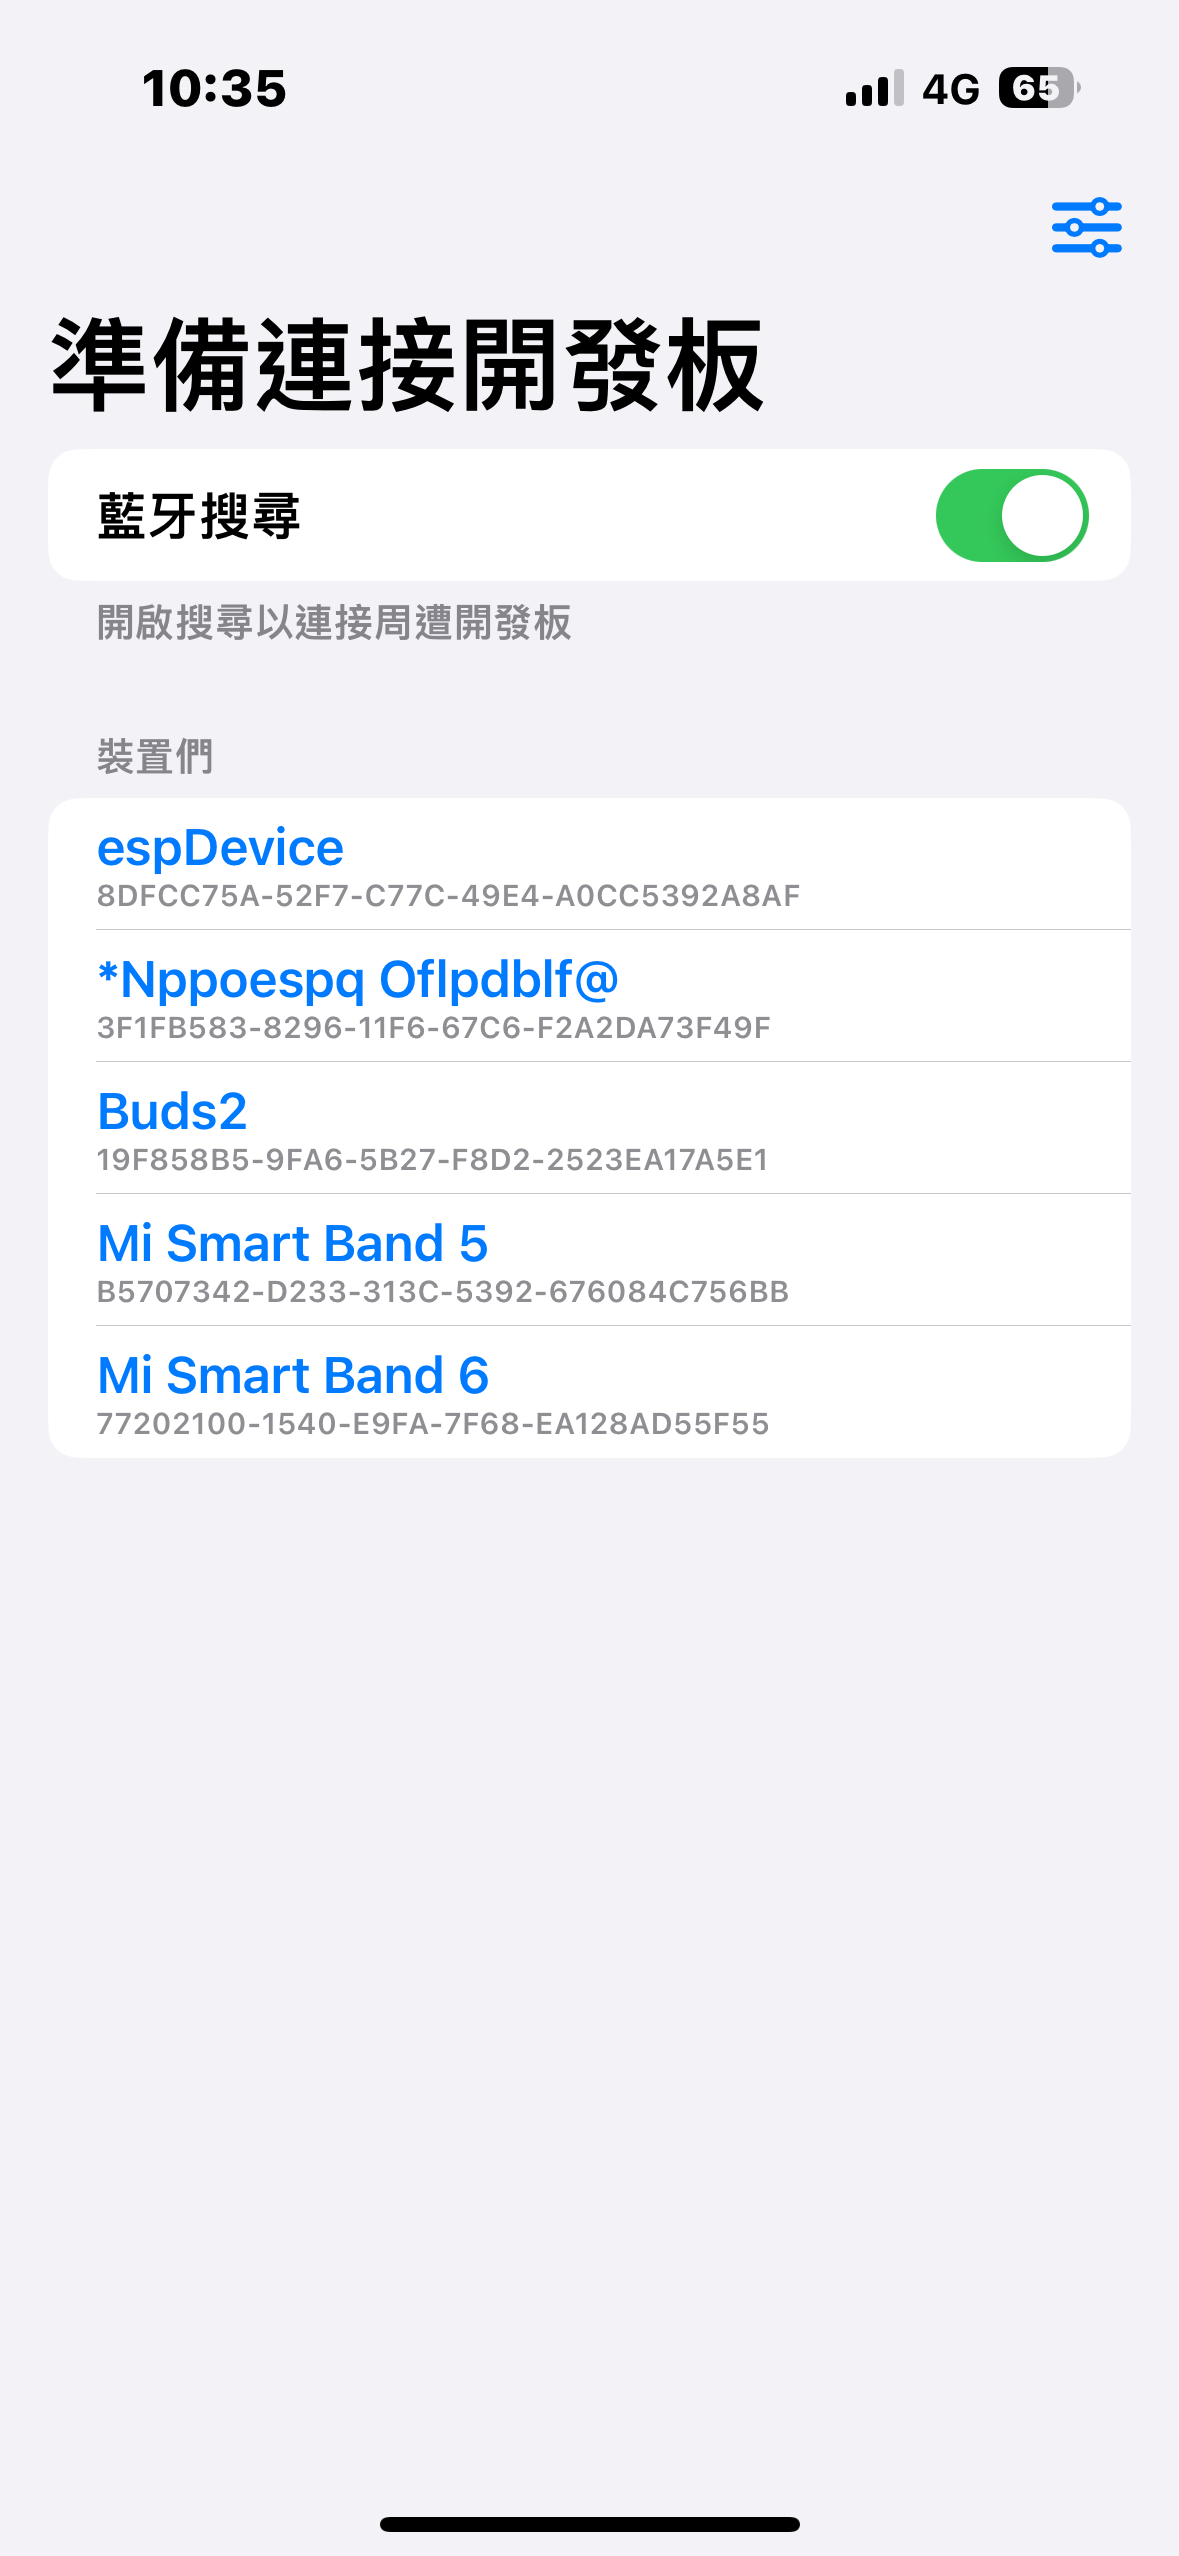 10:35
4G 65
準備連接開發板
藍牙搜尋
開啟搜尋以連接周遭開發板
裝置們
espDevice
8DFCC75A-52F7-C77C-49E4-A0CC5392A8AF
*Nppoespq Oflpdblf@
3F1FB583-8296-11F6-67C6-F2A2DA73F49F
Buds2
19F858B5-9FA6-5B27-F8D2-2523EA17A5E1
Mi Smart Band 5
B5707342-D233-313C-5392-676084C756BB
Mi Smart Band 6
77202100-1540-E9FA-7F68-EA128AD55F55